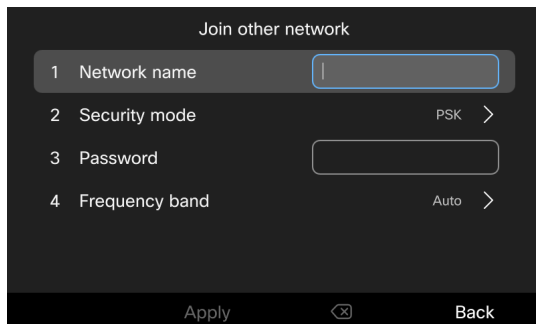 Join other network
1 Network name
2 Security mode PSK
3 Password
4 Frequency band Auto
Apply Back